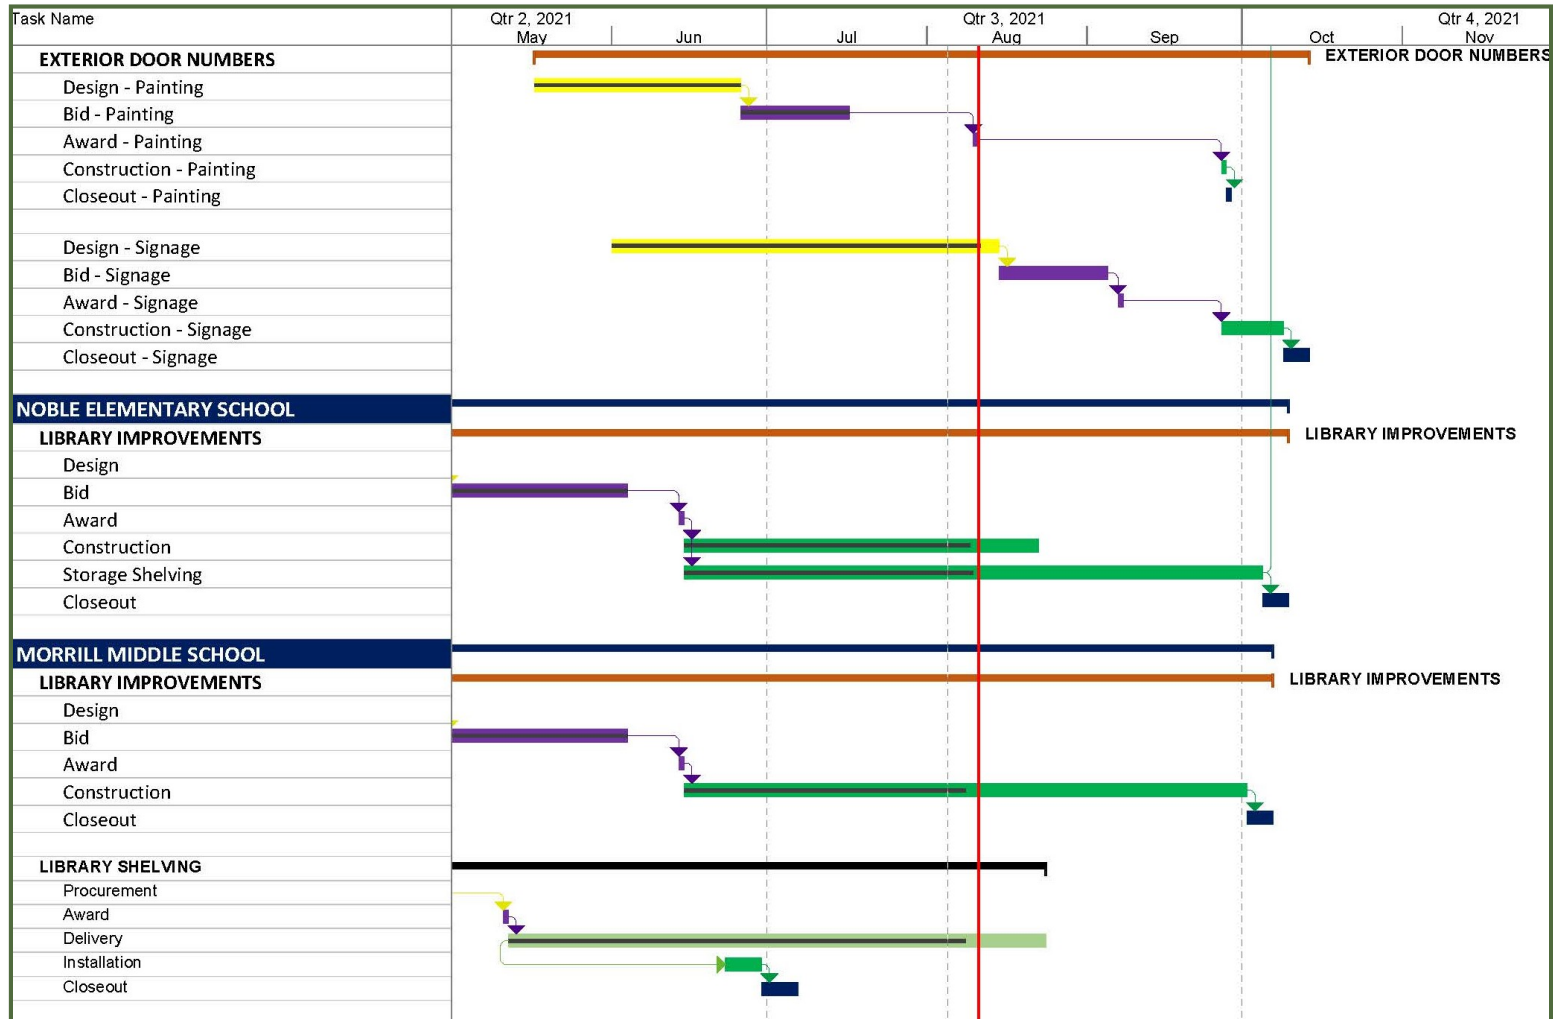 Task Name Qtr 2, 2021 Qtr 3, 2021 Qtr 4, 2021
May Jun Jul Aug Sep Oct Nov
EXTERIOR DOOR NUMBERS EXTERIOR DOOR NUMBERS
Design - Painting
Bid - Painting
Award - Painting
Construction - Painting
Closeout - Painting
Design - Signage
Bid - Signage
Award - Signage
Construction - Signage
Closeout - Signage
NOBLE ELEMENTARY SCHOOL
LIBRARY IMPROVEMENTS LIBRARY IMPROVEMENTS
Design
Bid
Award
Construction
Storage Shelving
Closeout
MORRILL MIDDLE SCHOOL
LIBRARY IMPROVEMENTS LIBRARY IMPROVEMENTS
Design
Bid
Award
Construction
Closeout
LIBRARY SHELVING
Procurement
Award
Delivery
Installation
Closeout